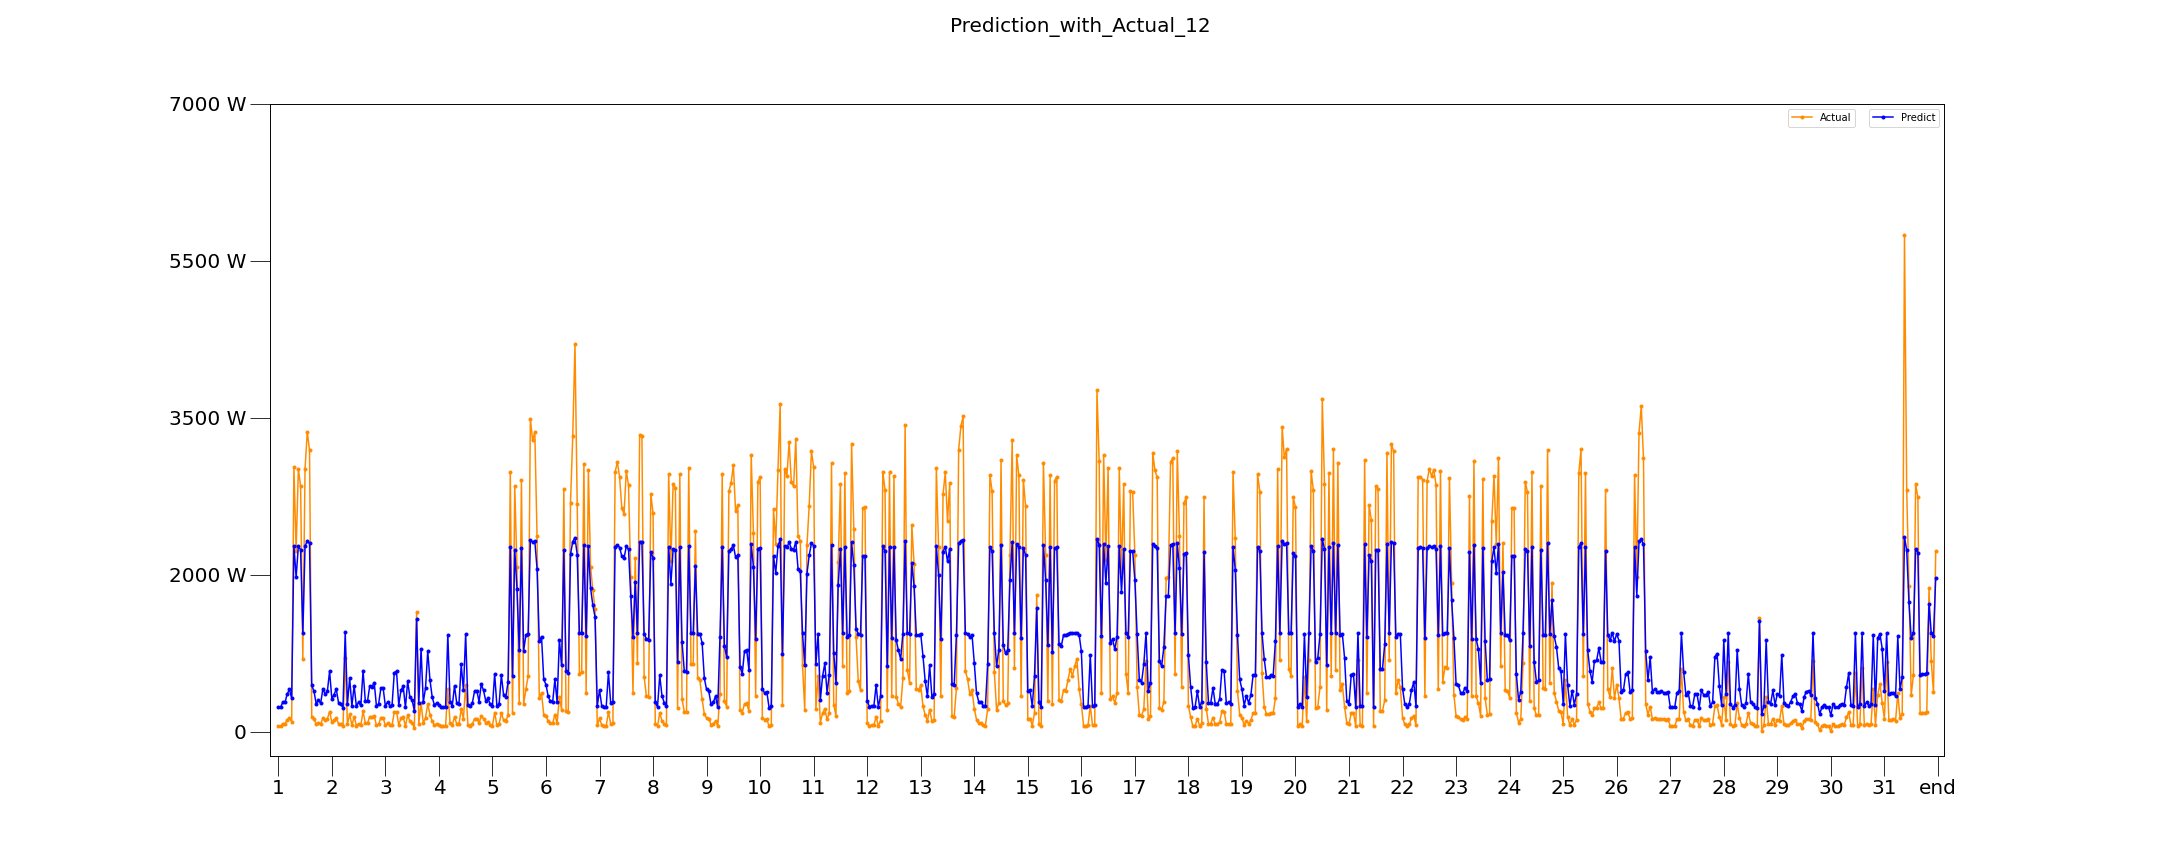 Prediction_with_Actual_12
7000 W
Actual Predict
5500 W
3500 W
2000 W
0
1 2 3 4 5 6 7 8 9 10 11 12 13 14 15 16 17 18 19 20 21 22 23 24 25 26 27 28 29 30 31 end